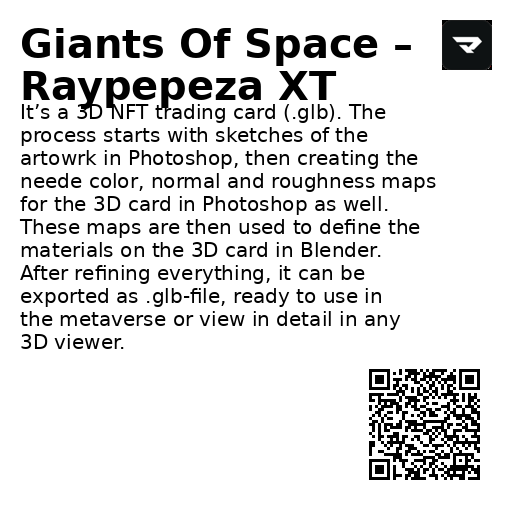 Giants Of Space –
Raypepeza XT
It’s a 3D NFT trading card (.glb). The
process starts with sketches of the
artowrk in Photoshop, then creating the
neede color, normal and roughness maps
for the 3D card in Photoshop as well.
These maps are then used to define the
materials on the 3D card in Blender.
After refining everything, it can be
exported as .glb-file, ready to use in
the metaverse or view in detail in any
3D viewer.